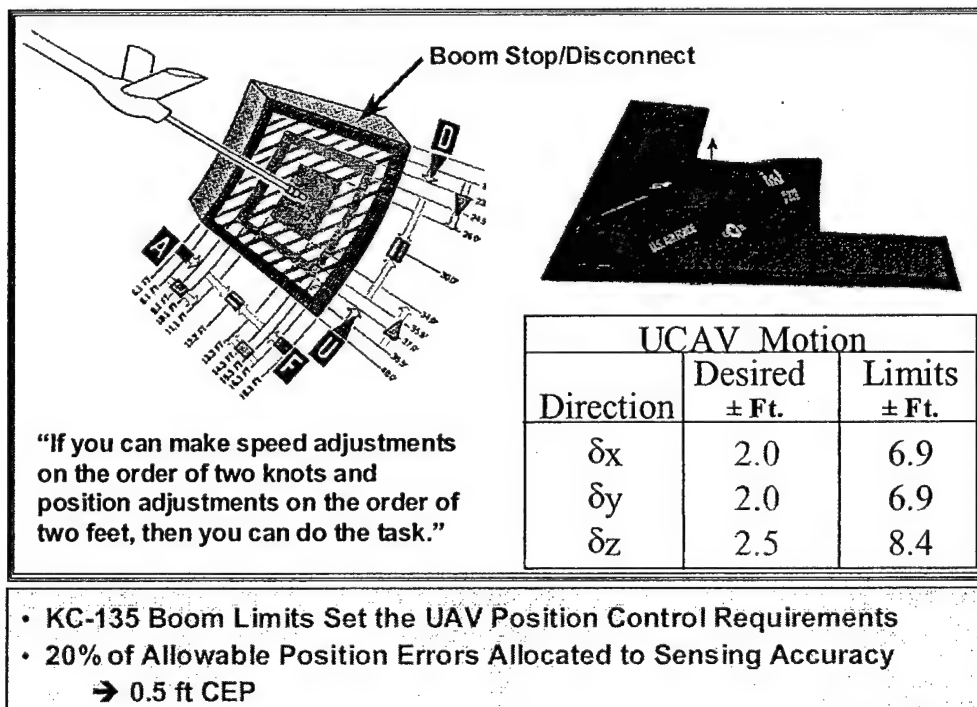 Boom Stop/Disconnect
D
A
U
F
U.S. AIR FORCE
"If you can make speed adjustments
on the order of two knots and
position adjustments on the order of
two feet, then you can do the task."
UCAV Motion
Direction Desired ± Ft. Limits ± Ft.
δx 2.0 6.9
δy 2.0 6.9
δz 2.5 8.4
• KC-135 Boom Limits Set the UAV Position Control Requirements
• 20% of Allowable Position Errors Allocated to Sensing Accuracy
➔ 0.5 ft CEP